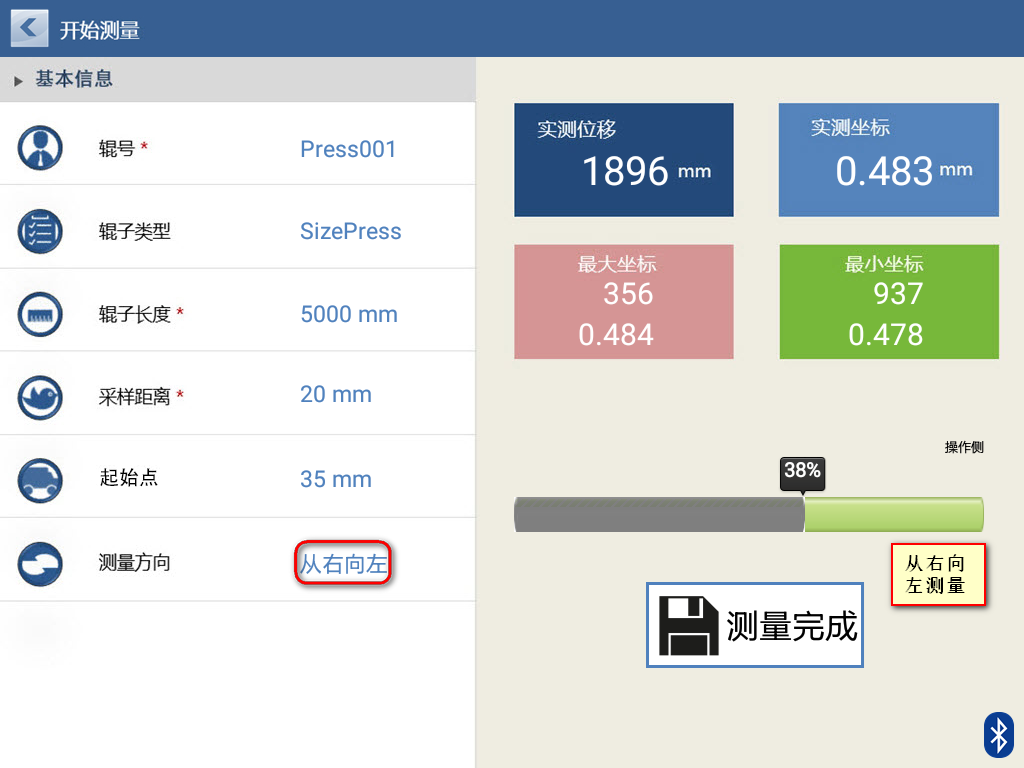 开始测量
基本信息
辊号 *
Press001
辊子类型
SizePress
辊子长度 *
5000 mm
采样距离 *
20 mm
起始点
35 mm
测量方向
从右向左
实测位移
1896 mm
实测坐标
0.483 mm
最大坐标
356
0.484
最小坐标
937
0.478
操作侧
38%
从右向
左测量
测量完成